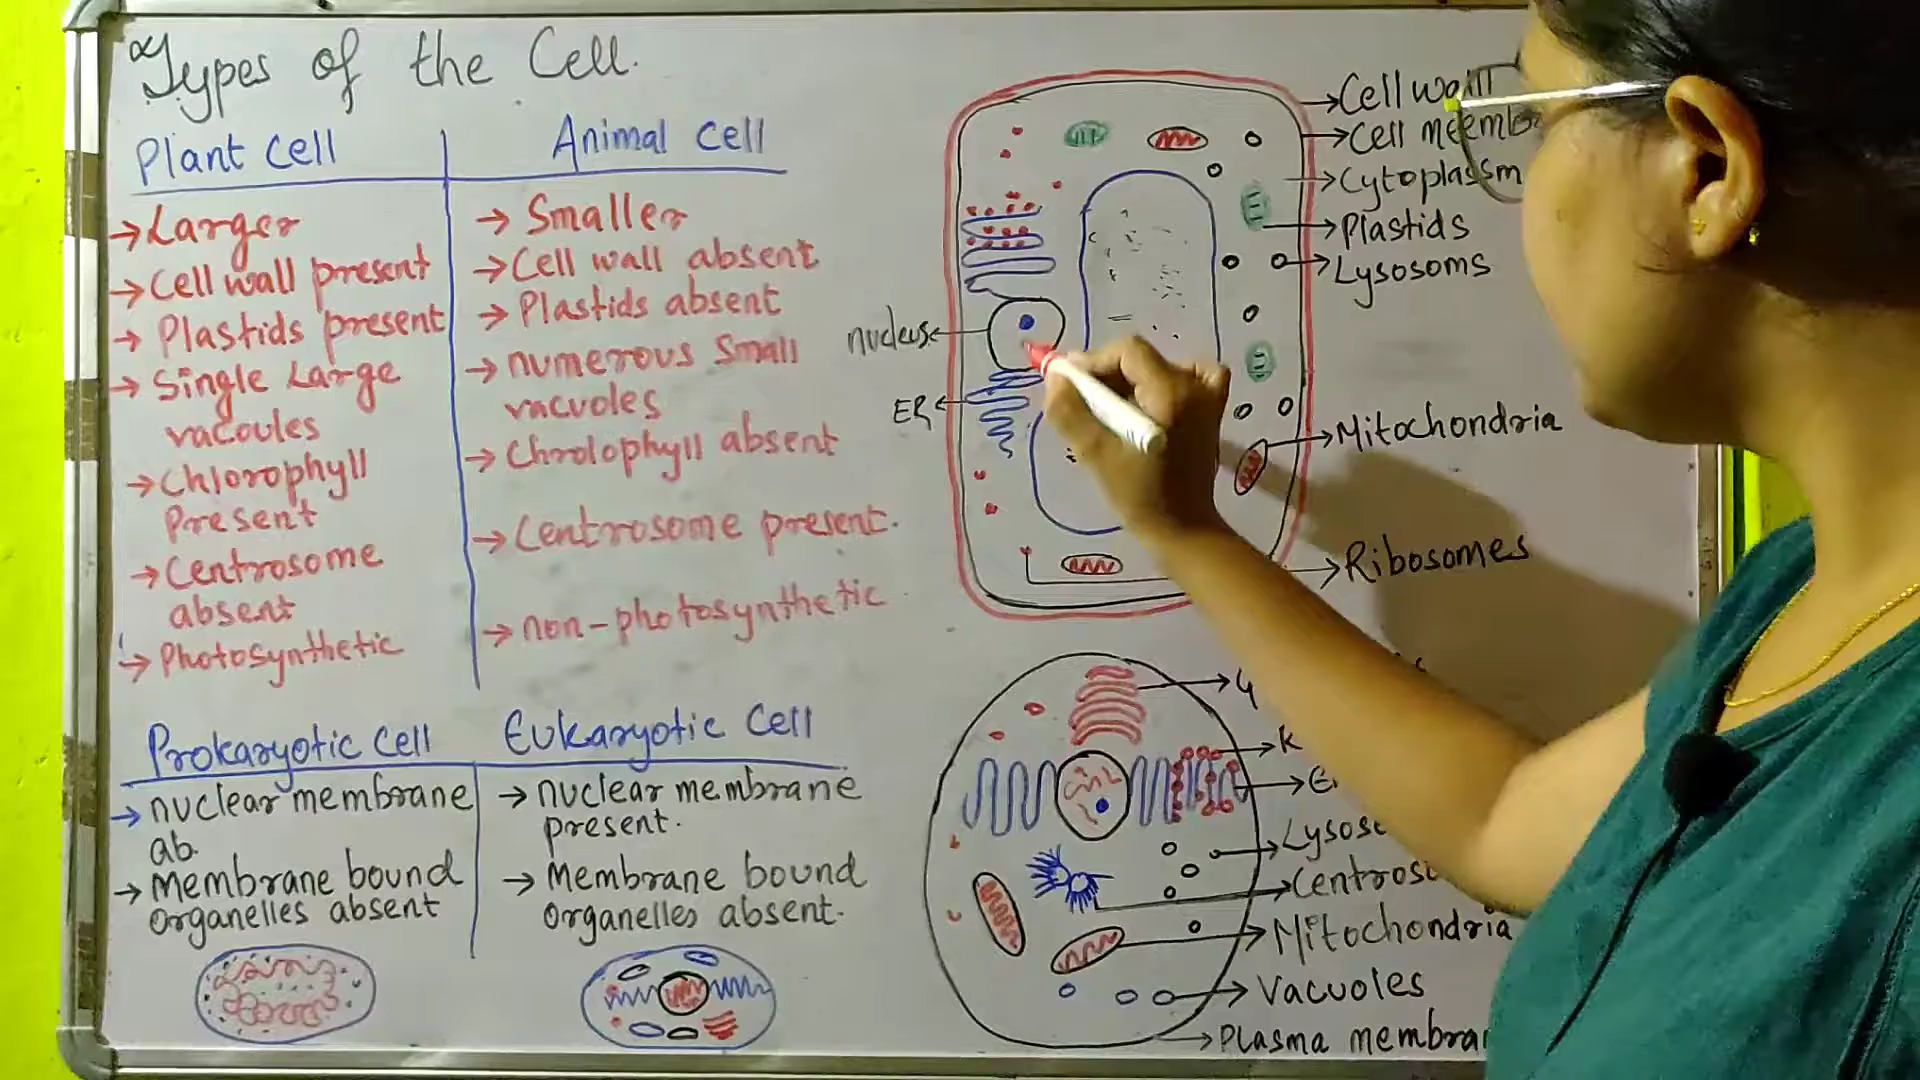 Types of the Cell.
Plant Cell
→Larger
→Cell wall present
→Plastids present
→Single Large
vacoules
→Chlorophyll
Present
→Centrosome
absent
→Photosynthetic
Animal Cell
→Smaller
→Cell wall absent
→Plastids absent
→numerous Small
vacuoles
→Chrolophyll absent
→Centrosome present.
→non-photosynthetic
Prokaryotic Cell
→nuclear membrane
ab.
→Membrane bound
organelles absent
Eukaryotic Cell
→nuclear membrane
present.
→Membrane bound
organelles absent.
→Cell
→Cell
→Cytoplassm
→Plastids
→Lysosoms
nucleus
ER
→Mitochondria
→Ribosomes
→Mitochondria
→Vacuoles
→Plasma